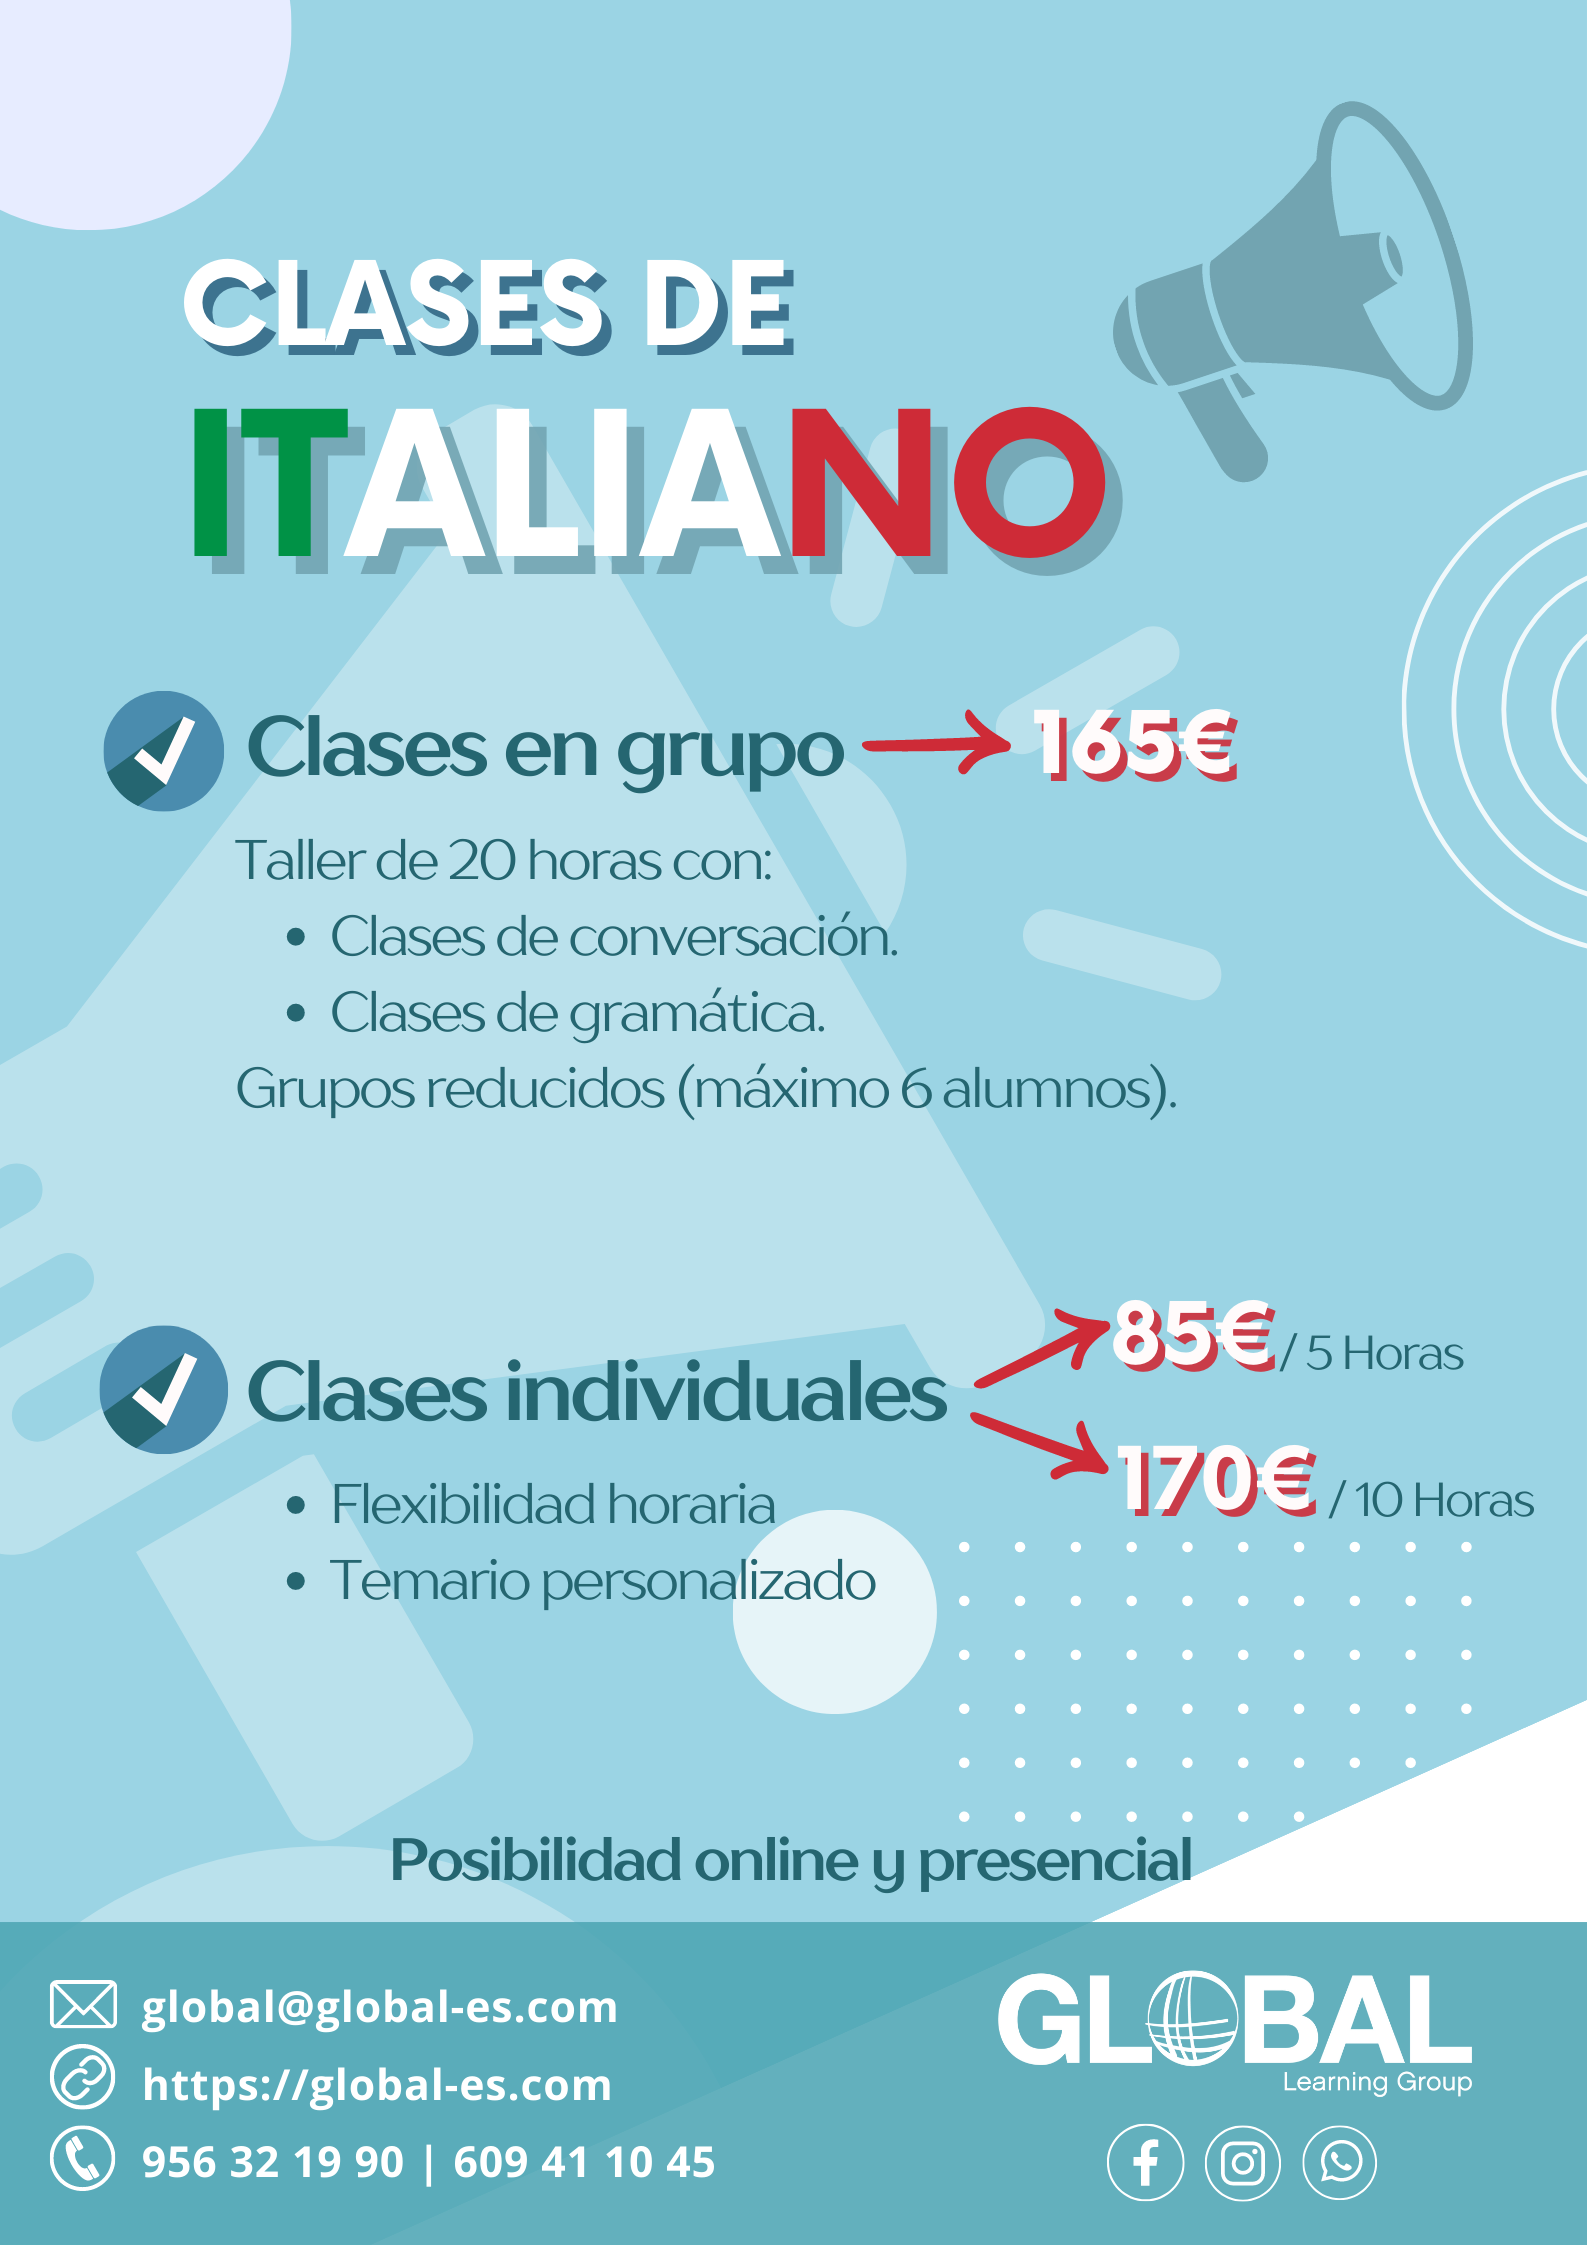 CLASES DE
ITALIANO
Clases en grupo 165€
Taller de 20 horas con:
• Clases de conversación.
• Clases de gramática.
Grupos reducidos (máximo 6 alumnos).
85€ / 5 Horas
Clases individuales
170€ / 10 Horas
• Flexibilidad horaria
• Temario personalizado
Posibilidad online y presencial
global@global-es.com
https://global-es.com
956 32 19 90 | 609 41 10 45
GLOBAL
Learning Group